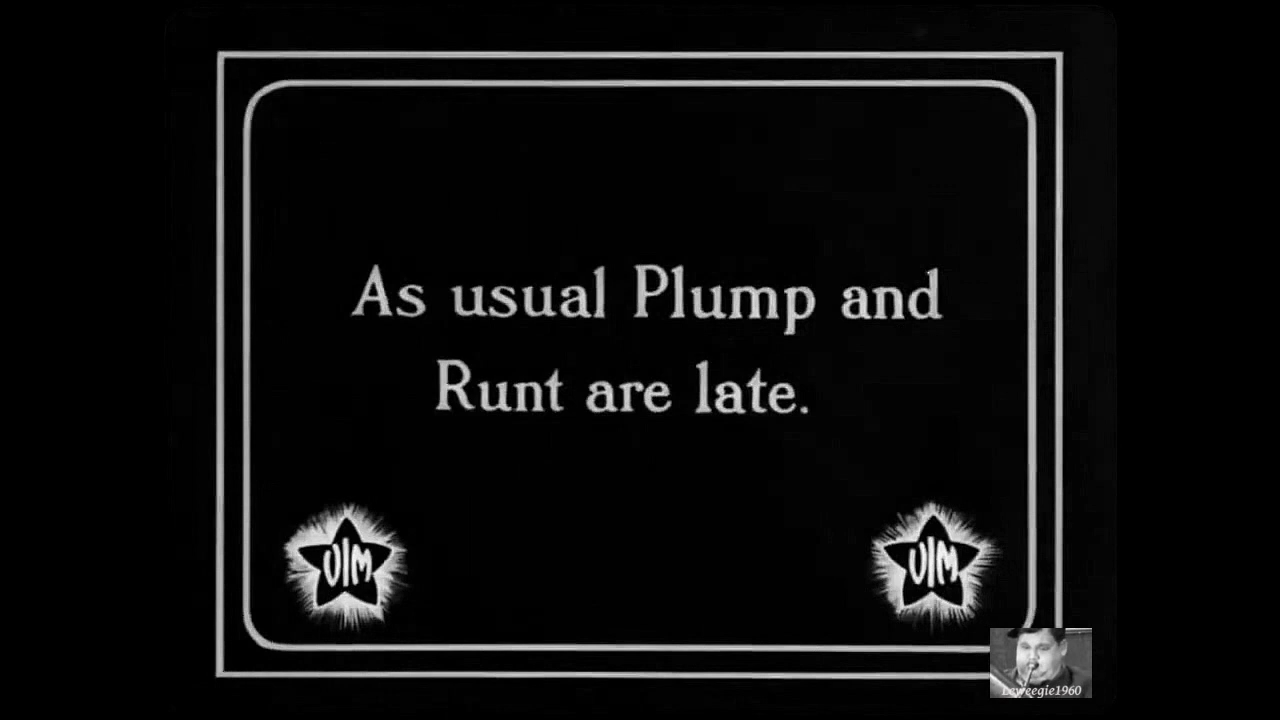 As usual Plump and
Runt are late.
VIM
VIM
Leweegie1960